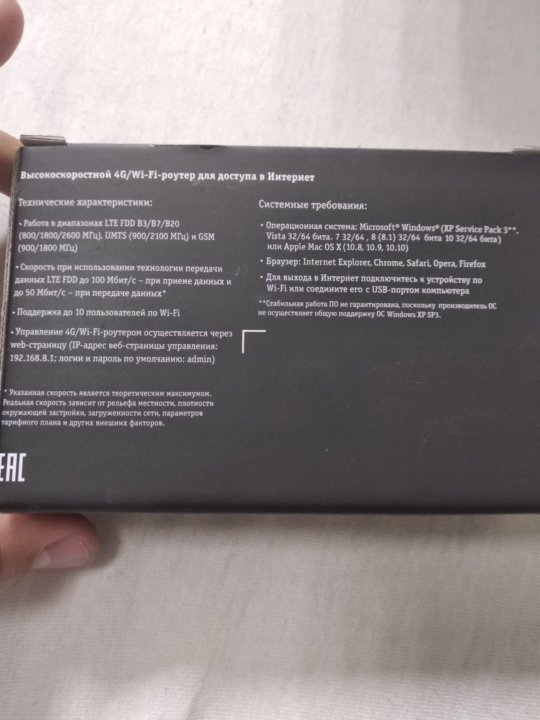 Высокоскоростной 4G/Wi-Fi-роутер для доступа в Интернет
Технические характеристики:
• Работа в диапазонах LTE FDD B3/B7/B20
(800/1800/2600 МГц), UMTS (900/2100 МГц) и GSM
(900/1800 МГц)
• Скорость при использовании технологии передачи
данных LTE FDD до 100 Мбит/с – при приеме данных и
до 50 Мбит/с – при передаче данных*
• Поддержка до 10 пользователей по Wi-Fi
• Управление 4G/Wi-Fi-роутером осуществляется через
web-страницу (IP-адрес веб-страницы управления:
192.168.8.1; логин и пароль по умолчанию: admin)
* Указанная скорость является теоретическим максимумом.
Реальная скорость зависит от рельефа местности, плотности
окружающей застройки, загруженности сети, параметров
тарифного плана и других внешних факторов.
EAC
Системные требования:
• Операционная система: Microsoft® Windows® (XP Service Pack 3**,
Vista 32/64 бита, 7 32/64 , 8 (8.1) 32/64 бита 10 32/64 бита)
или Apple Mac OS X (10.8, 10.9, 10.10)
• Браузер: Internet Explorer, Chrome, Safari, Opera, Firefox
• Для выхода в Интернет подключитесь к устройству по
Wi-Fi или соедините его с USB-портом компьютера
**Стабильная работа ПО не гарантирована, поскольку производитель ОС
не осуществляет общую поддержку ОС Windows XP SP3.